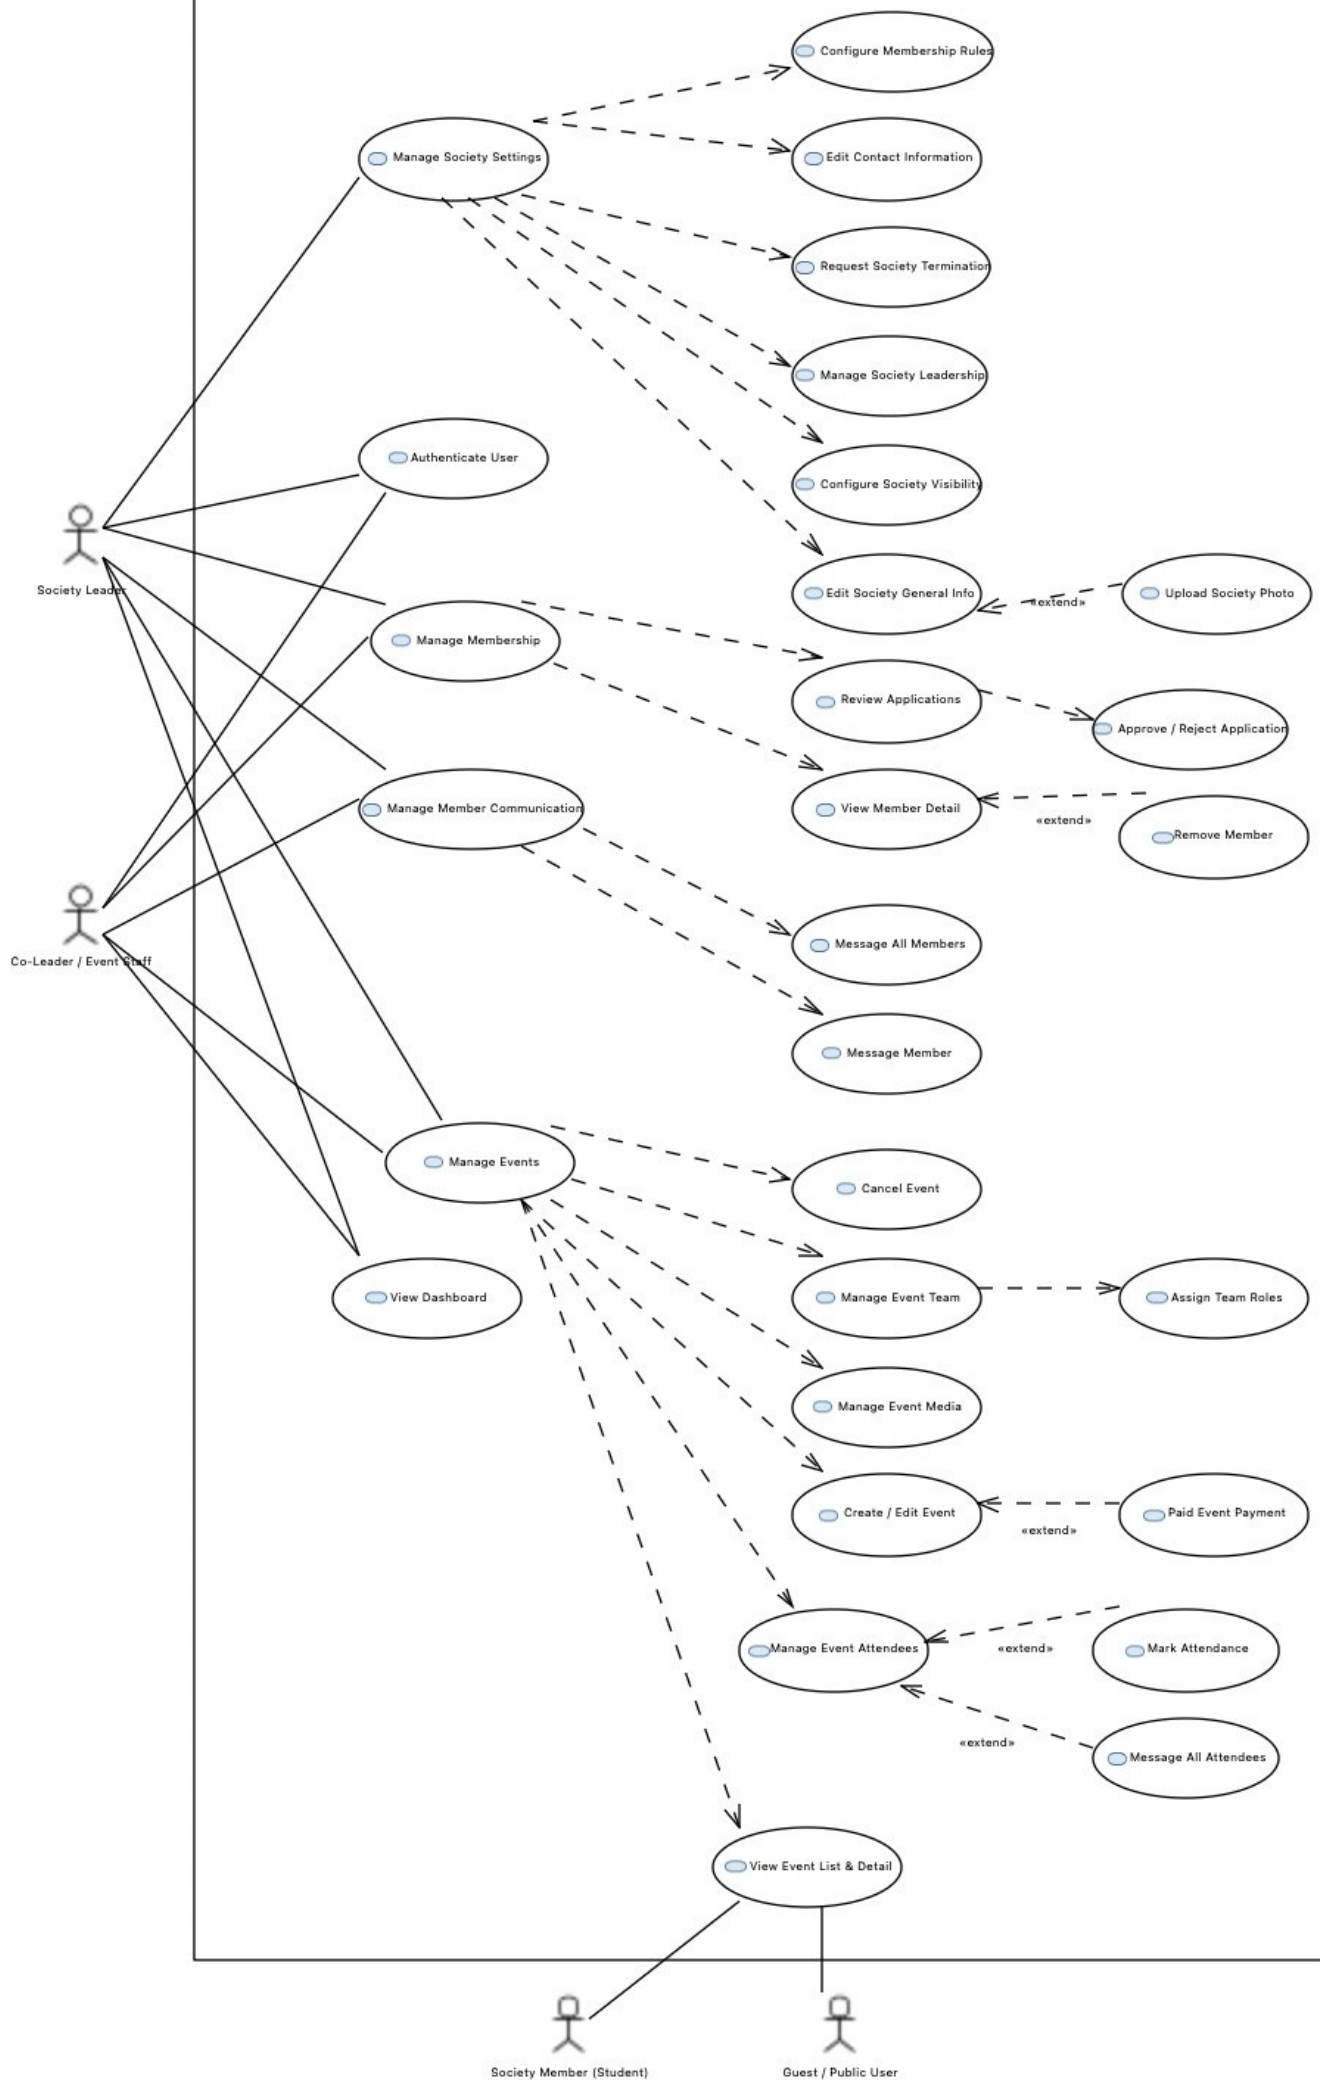 Configure Membership Rules
Manage Society Settings
Edit Contact Information
Request Society Termination
Manage Society Leadership
Authenticate User
Configure Society Visibility
Society Leader
Edit Society General Info
«extend»
Upload Society Photo
Manage Membership
Review Applications
Approve / Reject Application
Manage Member Communication
View Member Detail
«extend»
Remove Member
Co-Leader / Event Staff
Message All Members
Message Member
Manage Events
Cancel Event
View Dashboard
Manage Event Team
Assign Team Roles
Manage Event Media
Create / Edit Event
«extend»
Paid Event Payment
Manage Event Attendees
«extend»
Mark Attendance
«extend»
Message All Attendees
View Event List & Detail
Society Member (Student)
Guest / Public User